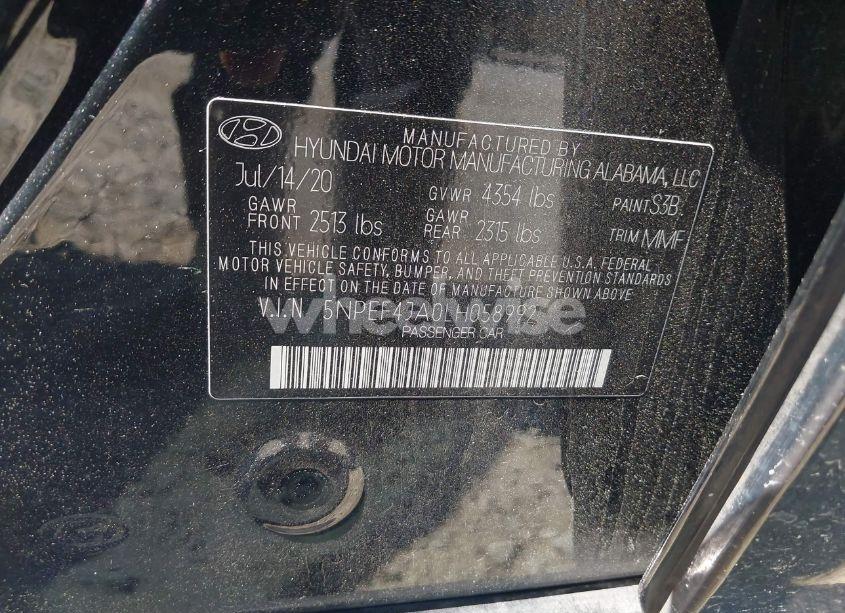 MANUFACTURED BY
HYUNDAI MOTOR MANUFACTURING ALABAMA, LLC
Jul/14/20 GVWR 4354 lbs PAINT S3B
GAWR FRONT 2513 lbs GAWR REAR 2315 lbs TRIM MMF
THIS VEHICLE CONFORMS TO ALL APPLICABLE U.S.A. FEDERAL
MOTOR VEHICLE SAFETY, BUMPER, AND THEFT PREVENTION STANDARDS
IN EFFECT ON THE DATE OF MANUFACTURE SHOWN ABOVE.
V.I.N
PASSENGER CAR